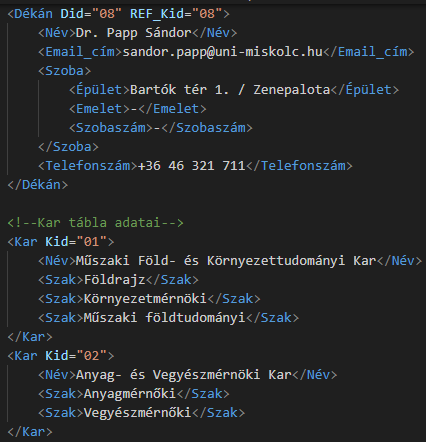 <Dékán Did="08" REF_Kid="08">
    <Név>Dr. Papp Sándor</Név>
    <Email_cím>sandor.papp@uni-miskolc.hu</Email_cím>
    <Szoba>
        <Épület>Bartók tér 1. / Zenepalota</Épület>
        <Emelet>-</Emelet>
        <Szobaszám>-</Szobaszám>
    </Szoba>
    <Telefonszám>+36 46 321 711</Telefonszám>
</Dékán>

<!--Kar tábla adatai-->
<Kar Kid="01">
    <Név>Műszaki Föld- és Környezettudományi Kar</Név>
    <Szak>Földrajz</Szak>
    <Szak>Környezetmérnöki</Szak>
    <Szak>Műszaki földtudományi</Szak>
</Kar>
<Kar Kid="02">
    <Név>Anyag- és Vegyészmérnöki Kar</Név>
    <Szak>Anyagmérnőki</Szak>
    <Szak>Vegyészmérnőki</Szak>
</Kar>